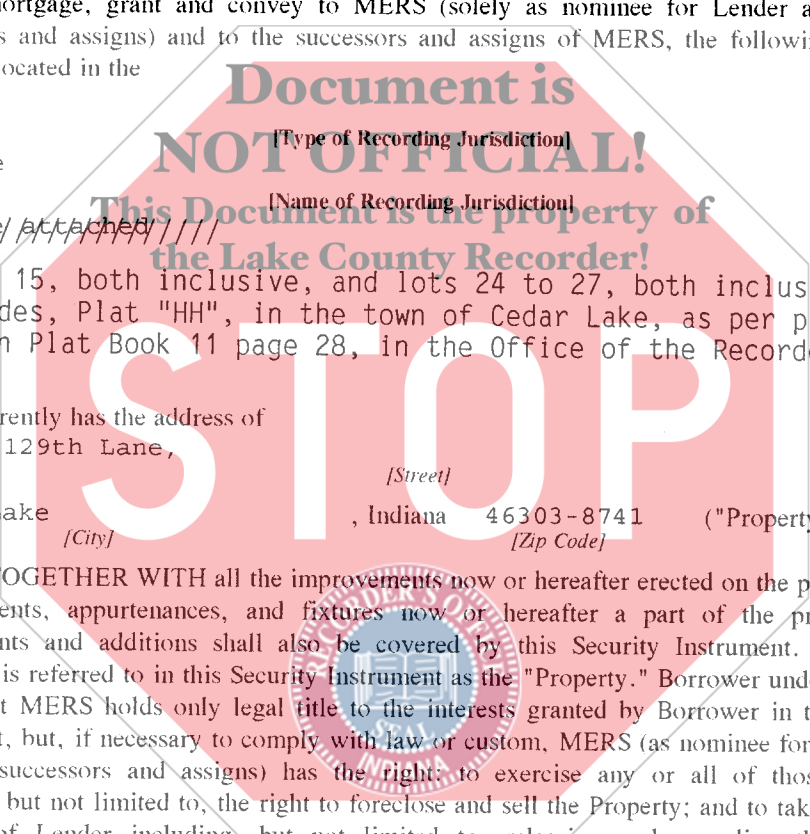 ortgage, grant and convey to MERS (solely as nominee for Lender a
s and assigns) and to the successors and assigns of MERS, the followi
ocated in the
Document is
[Type of Recording Jurisdiction]
NOT OFFICIAL!
e
[Name of Recording Jurisdiction]
This Document is the property of
attached/////
the Lake County Recorder!
15, both inclusive, and lots 24 to 27, both inclus
des, Plat "HH", in the town of Cedar Lake, as per p
n Plat Book 11 page 28, in the Office of the Record
STOP
rently has the address of
129th Lane,
[Street]
ake , Indiana 46303-8741 ("Property
[City] [Zip Code]
OGETHER WITH all the improvements now or hereafter erected on the p
ents, appurtenances, and fixtures now or hereafter a part of the pr
nts and additions shall also be covered by this Security Instrument.
is referred to in this Security Instrument as the "Property." Borrower und
t MERS holds only legal title to the interests granted by Borrower in t
, but, if necessary to comply with law or custom, MERS (as nominee for
successors and assigns) has the right: to exercise any or all of thos
but not limited to, the right to foreclose and sell the Property; and to tak
of Lender including, but not limited to,
RECORDER'S OFFICE
SEAL
INDIANA